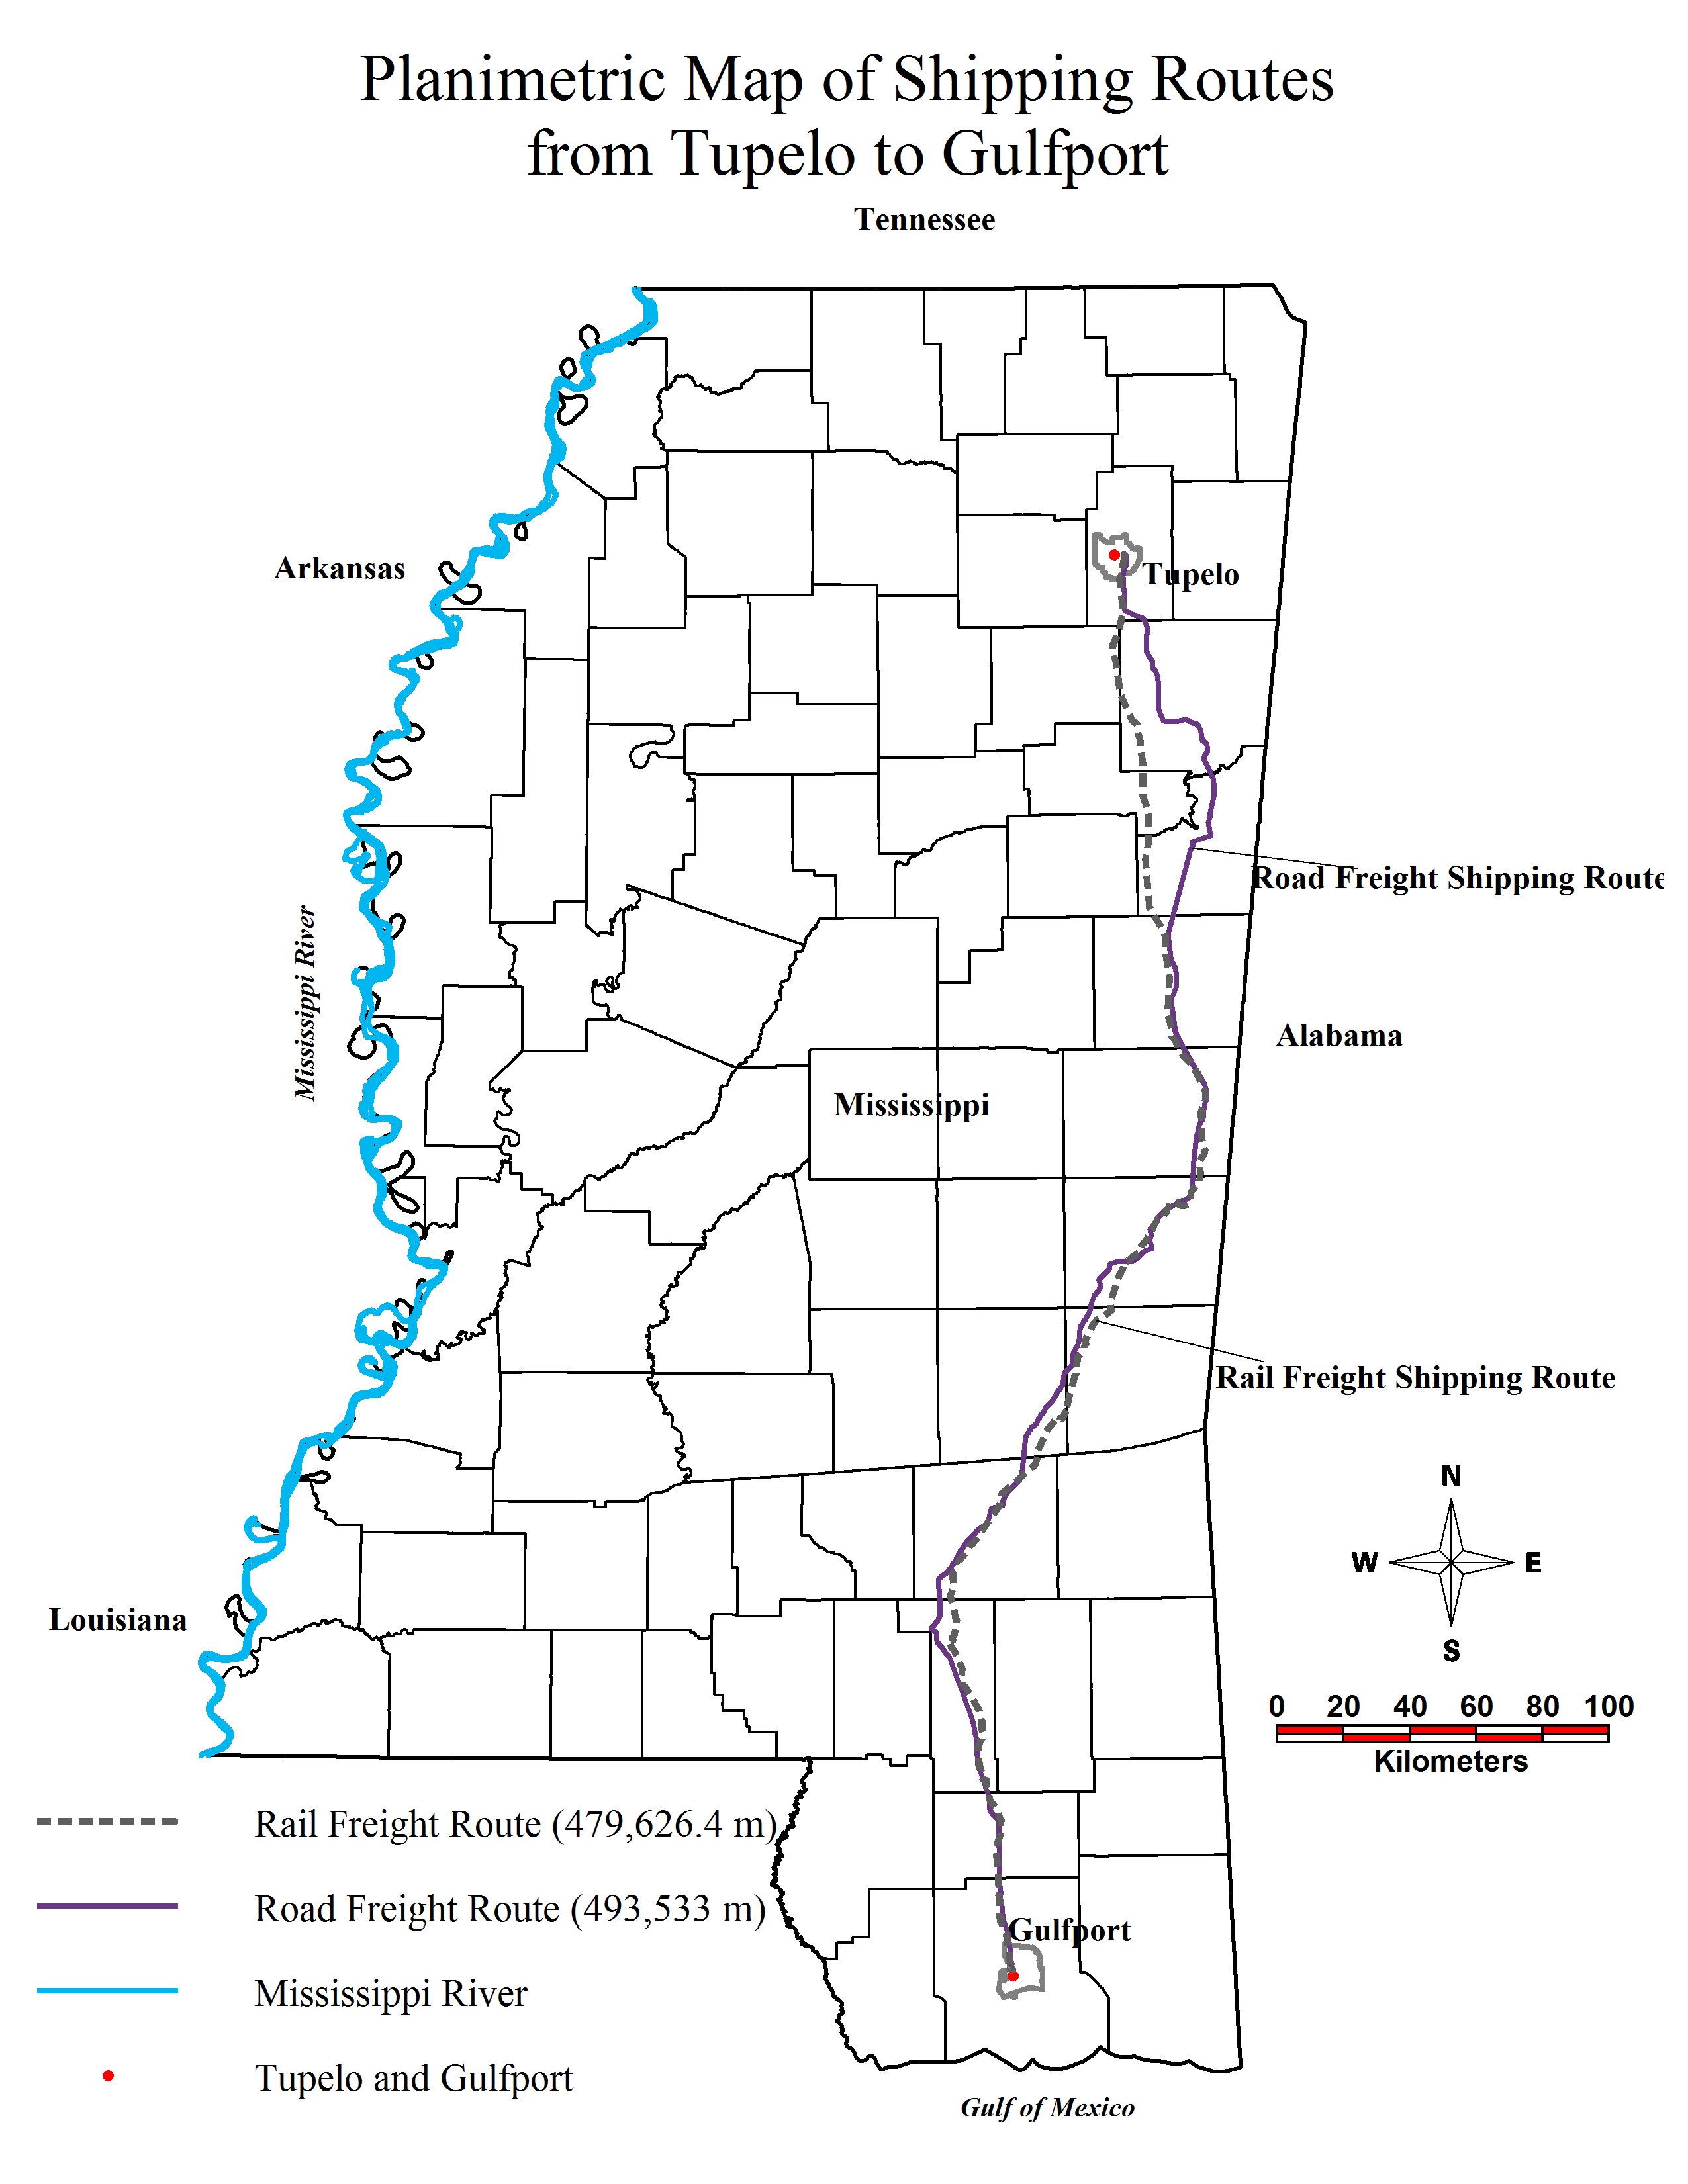 Planimetric Map of Shipping Routes
from Tupelo to Gulfport
Tennessee
Arkansas
Tupelo
Road Freight Shipping Route
Mississippi River
Alabama
Mississippi
Rail Freight Shipping Route
N
W E
S
Louisiana
0 20 40 60 80 100
Kilometers
Rail Freight Route (479,626.4 m)
Road Freight Route (493,533 m)
Gulfport
Mississippi River
Tupelo and Gulfport
Gulf of Mexico